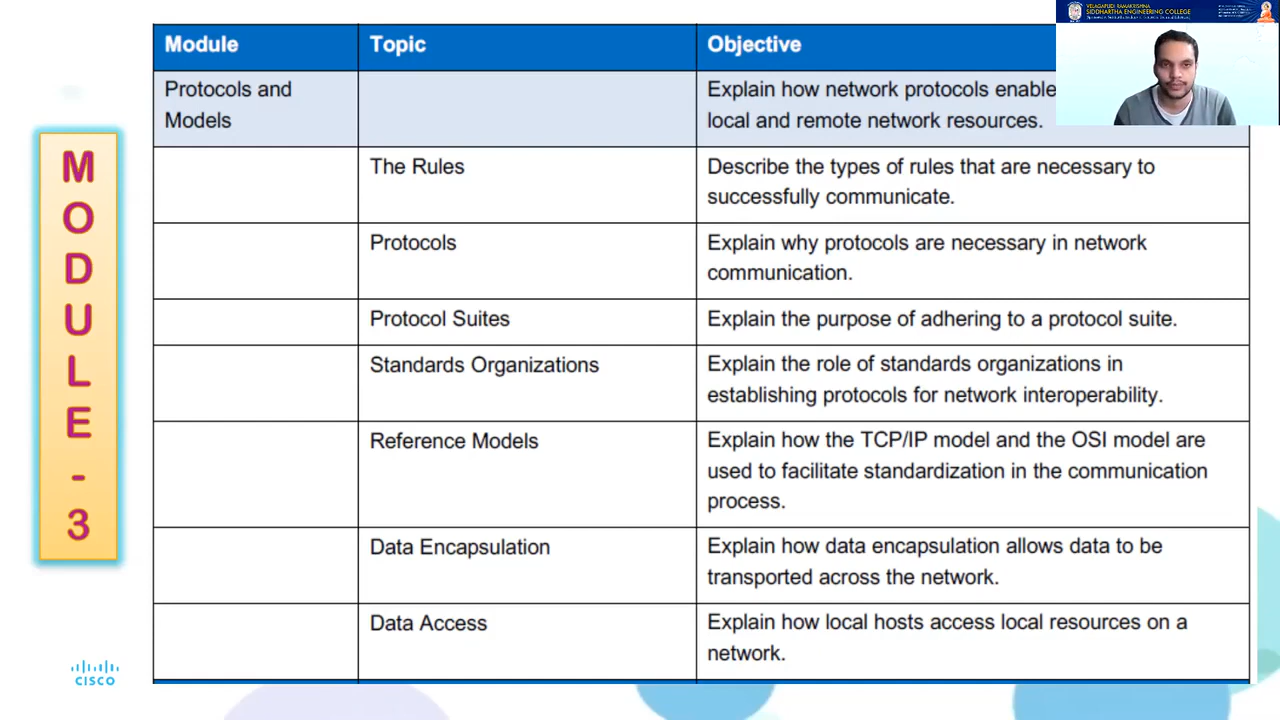 VELAGAPUDI RAMAKRISHNA
SIDDHARTHA ENGINEERING COLLEGE
Module Topic Objective
Protocols and Explain how network protocols enable
Models local and remote network resources.
The Rules Describe the types of rules that are necessary to
successfully communicate.
Protocols Explain why protocols are necessary in network
communication.
Protocol Suites Explain the purpose of adhering to a protocol suite.
Standards Organizations Explain the role of standards organizations in
establishing protocols for network interoperability.
Reference Models Explain how the TCP/IP model and the OSI model are
used to facilitate standardization in the communication
process.
Data Encapsulation Explain how data encapsulation allows data to be
transported across the network.
Data Access Explain how local hosts access local resources on a
network.
M
O
D
U
L
E
-
3
CISCO